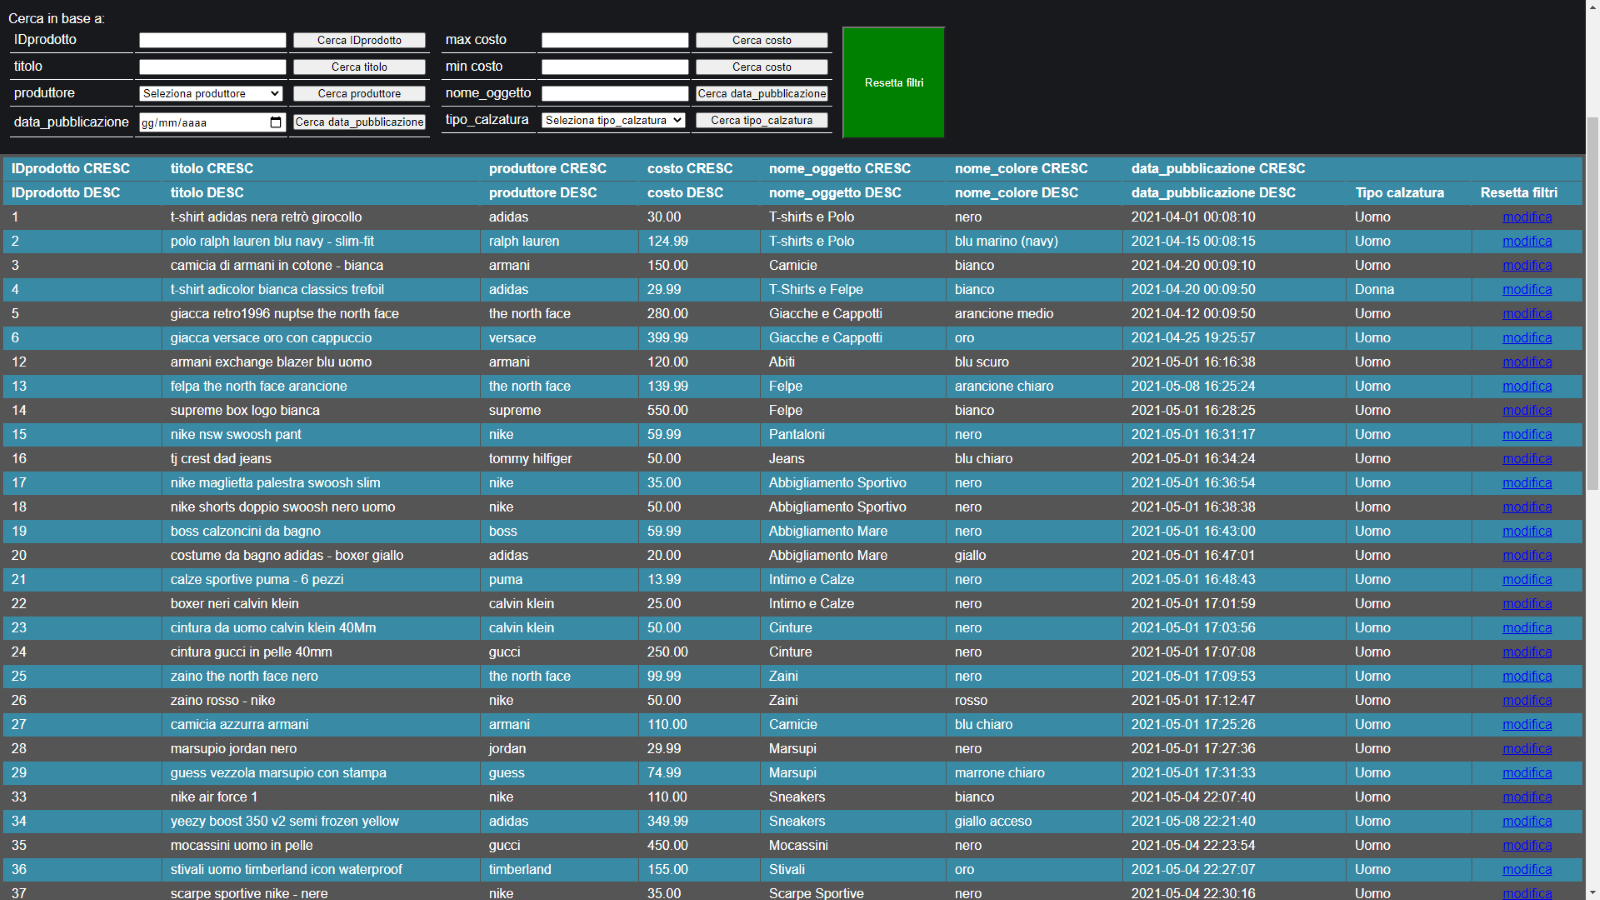 Cerca in base a:
IDprodotto Cerca IDprodotto max costo Cerca costo
titolo Cerca titolo min costo Cerca costo
produttore Seleziona produttore Cerca produttore nome_oggetto Cerca data_pubblicazione
data_pubblicazione gg/mm/aaaa Cerca data_pubblicazione tipo_calzatura Seleziona tipo_calzatura Cerca tipo_calzatura
Resetta filtri
IDprodotto CRESC titolo CRESC produttore CRESC costo CRESC nome_oggetto CRESC nome_colore CRESC data_pubblicazione CRESC
IDprodotto DESC titolo DESC produttore DESC costo DESC nome_oggetto DESC nome_colore DESC data_pubblicazione DESC Tipo calzatura Resetta filtri
1 t-shirt adidas nera retrò girocollo adidas 30.00 T-shirts e Polo nero 2021-04-01 00:08:10 Uomo modifica
2 polo ralph lauren blu navy - slim-fit ralph lauren 124.99 T-shirts e Polo blu marino (navy) 2021-04-15 00:08:15 Uomo modifica
3 camicia di armani in cotone - bianca armani 150.00 Camicie bianco 2021-04-20 00:09:10 Uomo modifica
4 t-shirt adicolor bianca classics trefoil adidas 29.99 T-Shirts e Felpe bianco 2021-04-20 00:09:50 Donna modifica
5 giacca retro1996 nuptse the north face the north face 280.00 Giacche e Cappotti arancione medio 2021-04-12 00:09:50 Uomo modifica
6 giacca versace oro con cappuccio versace 399.99 Giacche e Cappotti oro 2021-04-25 19:25:57 Uomo modifica
12 armani exchange blazer blu uomo armani 120.00 Abiti blu scuro 2021-05-01 16:16:38 Uomo modifica
13 felpa the north face arancione the north face 139.99 Felpe arancione chiaro 2021-05-08 16:25:24 Uomo modifica
14 supreme box logo bianca supreme 550.00 Felpe bianco 2021-05-01 16:28:25 Uomo modifica
15 nike nsw swoosh pant nike 59.99 Pantaloni nero 2021-05-01 16:31:17 Uomo modifica
16 tj crest dad jeans tommy hilfiger 50.00 Jeans blu chiaro 2021-05-01 16:34:24 Uomo modifica
17 nike maglietta palestra swoosh slim nike 35.00 Abbigliamento Sportivo nero 2021-05-01 16:36:54 Uomo modifica
18 nike shorts doppio swoosh nero uomo nike 50.00 Abbigliamento Sportivo nero 2021-05-01 16:38:38 Uomo modifica
19 boss calzoncini da bagno boss 59.99 Abbigliamento Mare nero 2021-05-01 16:43:00 Uomo modifica
20 costume da bagno adidas - boxer giallo adidas 20.00 Abbigliamento Mare giallo 2021-05-01 16:47:01 Uomo modifica
21 calze sportive puma - 6 pezzi puma 13.99 Intimo e Calze nero 2021-05-01 16:48:43 Uomo modifica
22 boxer neri calvin klein calvin klein 25.00 Intimo e Calze nero 2021-05-01 17:01:59 Uomo modifica
23 cintura da uomo calvin klein 40Mm calvin klein 50.00 Cinture nero 2021-05-01 17:03:56 Uomo modifica
24 cintura gucci in pelle 40mm gucci 250.00 Cinture nero 2021-05-01 17:07:08 Uomo modifica
25 zaino the north face nero the north face 99.99 Zaini nero 2021-05-01 17:09:53 Uomo modifica
26 zaino rosso - nike nike 50.00 Zaini rosso 2021-05-01 17:12:47 Uomo modifica
27 camicia azzurra armani armani 110.00 Camicie blu chiaro 2021-05-01 17:25:26 Uomo modifica
28 marsupio jordan nero jordan 29.99 Marsupi nero 2021-05-01 17:27:36 Uomo modifica
29 guess vezzola marsupio con stampa guess 74.99 Marsupi marrone chiaro 2021-05-01 17:31:33 Uomo modifica
33 nike air force 1 nike 110.00 Sneakers bianco 2021-05-04 22:07:40 Uomo modifica
34 yeezy boost 350 v2 semi frozen yellow adidas 349.99 Sneakers giallo acceso 2021-05-08 22:21:40 Uomo modifica
35 mocassini uomo in pelle gucci 450.00 Mocassini nero 2021-05-04 22:23:54 Uomo modifica
36 stivali uomo timberland icon waterproof timberland 155.00 Stivali oro 2021-05-04 22:27:07 Uomo modifica
37 scarpe sportive nike - nere nike 35.00 Scarpe Sportive nero 2021-05-04 22:30:16 Uomo modifica